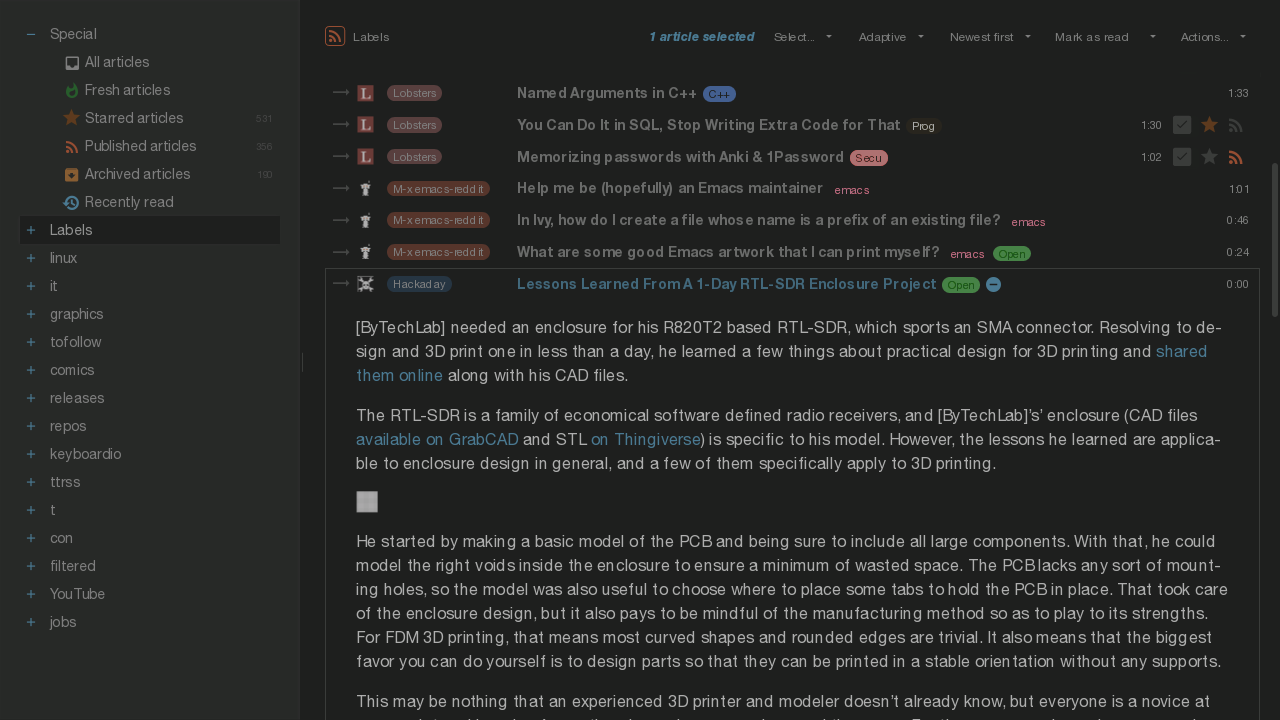 Special
All articles
Fresh articles
Starred articles 531
Published articles 356
Archived articles 190
Recently read
Labels
linux
it
graphics
tofollow
comics
releases
repos
keyboardio
ttrss
t
con
filtered
YouTube
jobs
Labels 1 article selected Select... Adaptive Newest first Mark as read Actions...
Lobsters Named Arguments in C++ C++ 1:33
Lobsters You Can Do It in SQL, Stop Writing Extra Code for That Prog 1:30
Lobsters Memorizing passwords with Anki & 1Password Secu 1:02
M-x emacs-reddit Help me be (hopefully) an Emacs maintainer emacs 1:01
M-x emacs-reddit In Ivy, how do I create a file whose name is a prefix of an existing file? emacs 0:46
M-x emacs-reddit What are some good Emacs artwork that I can print myself? emacs Open 0:24
Hackaday Lessons Learned From A 1-Day RTL-SDR Enclosure Project Open 0:00
[ByTechLab] needed an enclosure for his R820T2 based RTL-SDR, which sports an SMA connector. Resolving to de-
sign and 3D print one in less than a day, he learned a few things about practical design for 3D printing and shared
them online along with his CAD files.
The RTL-SDR is a family of economical software defined radio receivers, and [ByTechLab]’s’ enclosure (CAD files
available on GrabCAD and STL on Thingiverse) is specific to his model. However, the lessons he learned are applica-
ble to enclosure design in general, and a few of them specifically apply to 3D printing.
He started by making a basic model of the PCB and being sure to include all large components. With that, he could
model the right voids inside the enclosure to ensure a minimum of wasted space. The PCB lacks any sort of mount-
ing holes, so the model was also useful to choose where to place some tabs to hold the PCB in place. That took care
of the enclosure design, but it also pays to be mindful of the manufacturing method so as to play to its strengths.
For FDM 3D printing, that means most curved shapes and rounded edges are trivial. It also means that the biggest
favor you can do yourself is to design parts so that they can be printed in a stable orientation without any supports.
This may be nothing that an experienced 3D printer and modeler doesn’t already know, but everyone is a novice at